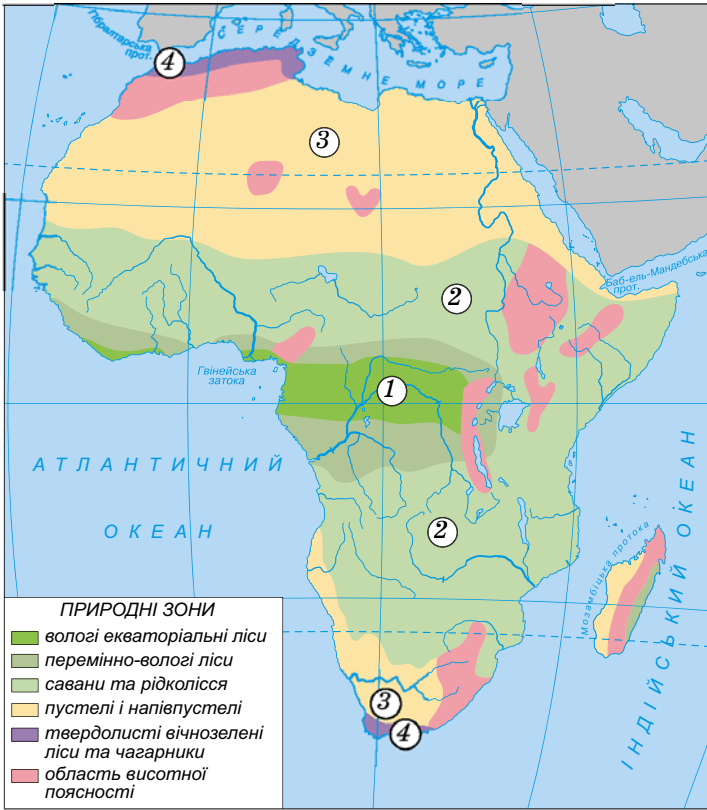 Гібралтарська
прот.
СЕРЕДЗЕМНЕ МОРЕ
4
3
2
Баб-ель-Мандебська
прот.
Гвінейська
затока
1
АТЛАНТИЧНИЙ
ОКЕАН
2
Мозамбіцька протока
ІНДІЙСЬКИЙ ОКЕАН
3
4
ПРИРОДНІ ЗОНИ
вологі екваторіальні ліси
перемінно-вологі ліси
савани та рідколісся
пустелі і напівпустелі
твердолисті вічнозелені
ліси та чагарники
область висотної
поясності